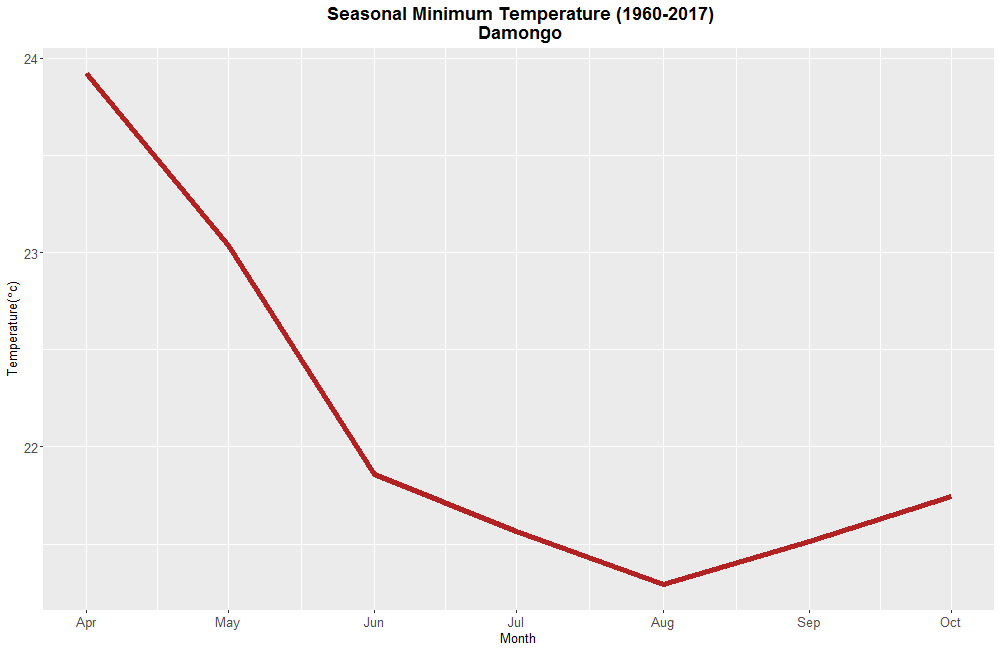 Seasonal Minimum Temperature (1960-2017)
Damongo
24
23
22
Temperature(°c)
Apr May Jun Jul Aug Sep Oct
Month